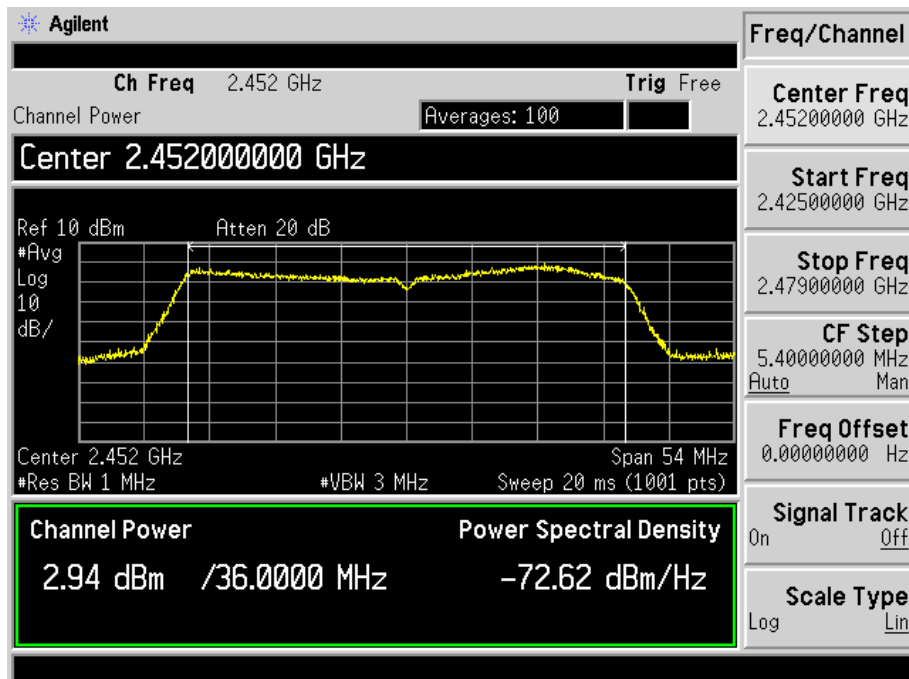 Agilent
Freq/Channel
Ch Freq 2.452 GHz Trig Free
Channel Power Averages: 100
Center 2.452000000 GHz
Ref 10 dBm Atten 20 dB
#Avg
Log
10
dB/
Center 2.452 GHz Span 54 MHz
#Res BW 1 MHz #VBW 3 MHz Sweep 20 ms (1001 pts)
Channel Power Power Spectral Density
2.94 dBm /36.0000 MHz -72.62 dBm/Hz
Center Freq
2.45200000 GHz
Start Freq
2.42500000 GHz
Stop Freq
2.47900000 GHz
CF Step
5.40000000 MHz
Auto Man
Freq Offset
0.00000000 Hz
Signal Track
On Off
Scale Type
Log Lin